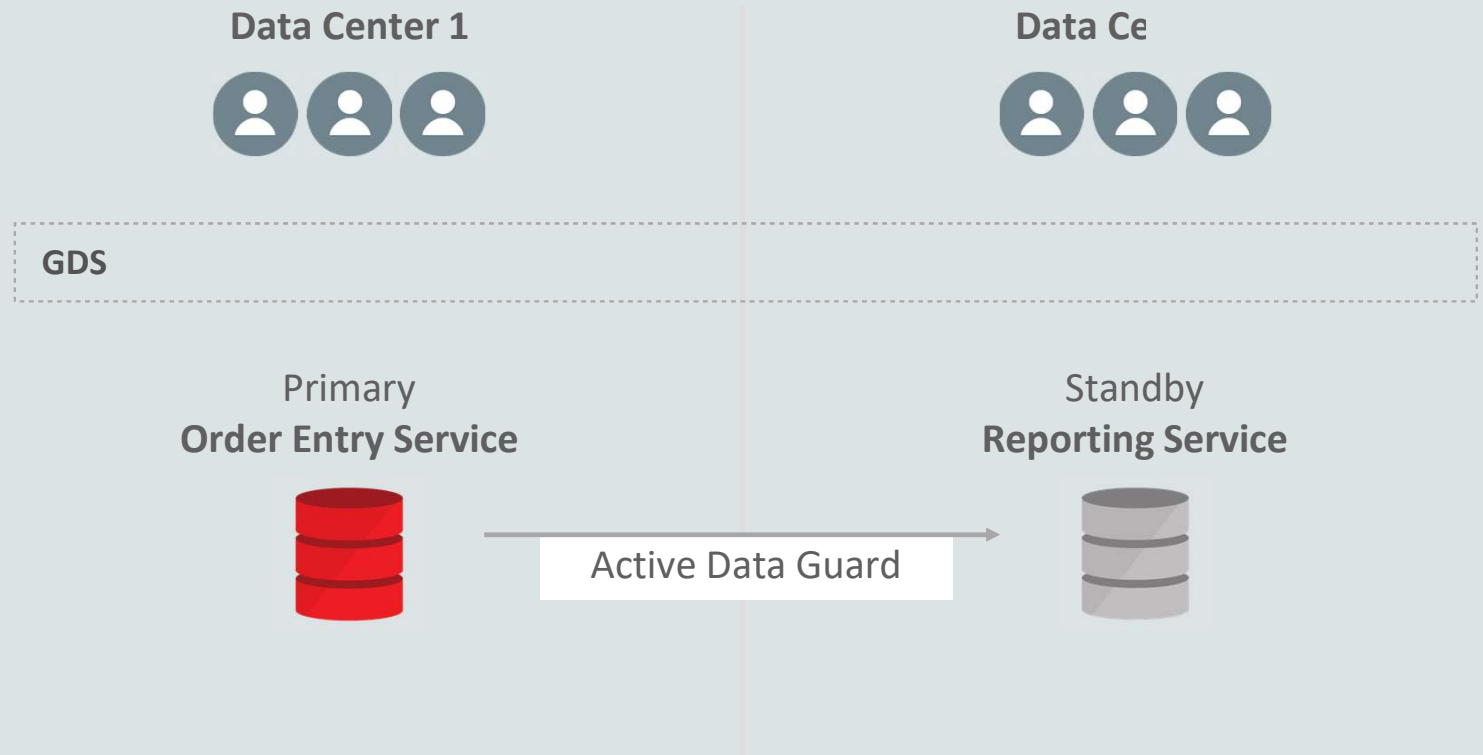 Data Center 1
Data Ce
GDS
Primary
Order Entry Service
Standby
Reporting Service
Active Data Guard